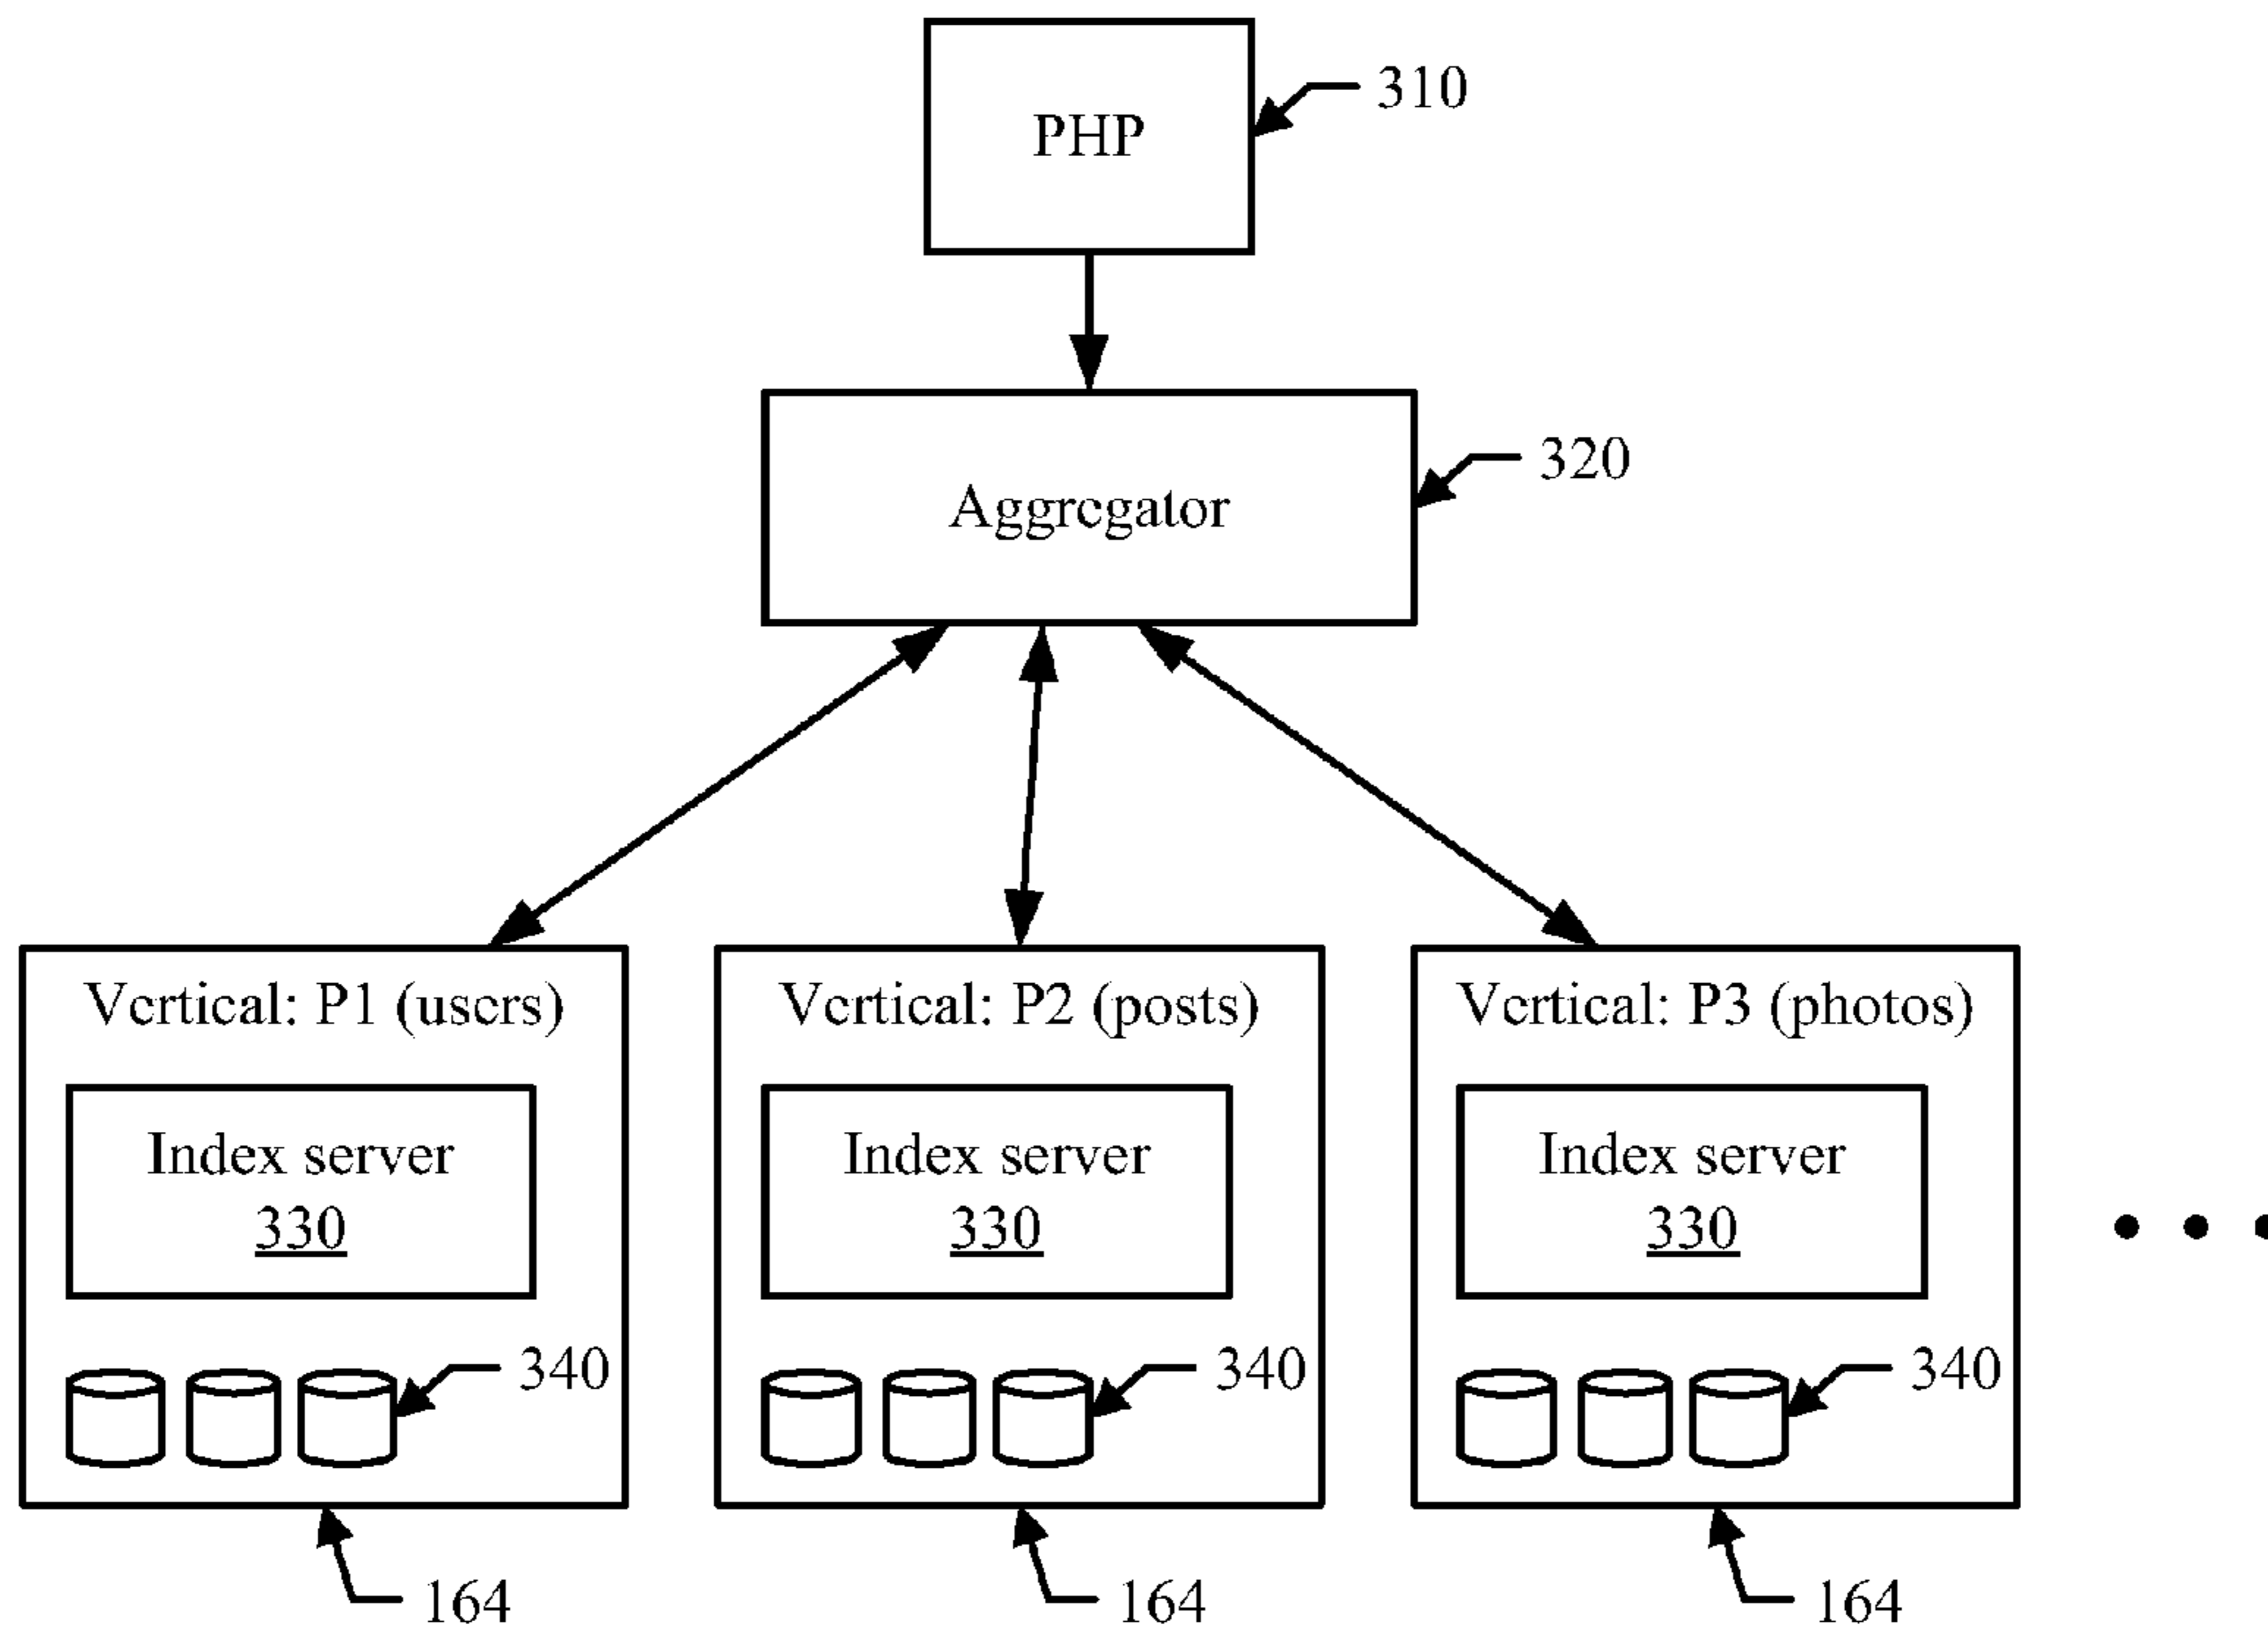 PHP
310
Aggregator
320
Vertical: P1 (users)
Index server
330
340
164
Vertical: P2 (posts)
Index server
330
340
164
Vertical: P3 (photos)
Index server
330
340
164